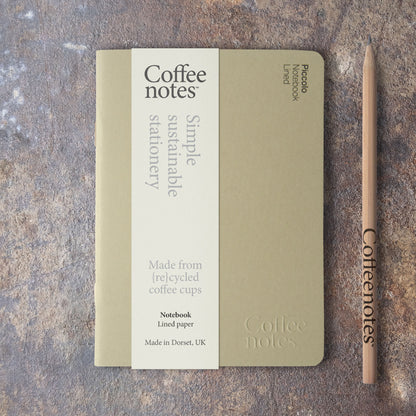 Coffee
notes™
Simple
sustainable
stationery
Made from
[re]cycled
coffee cups
Notebook
Lined paper
Made in Dorset, UK
Piccolo
Notebook
Lined
Coffee
notes
Coffeenotes™